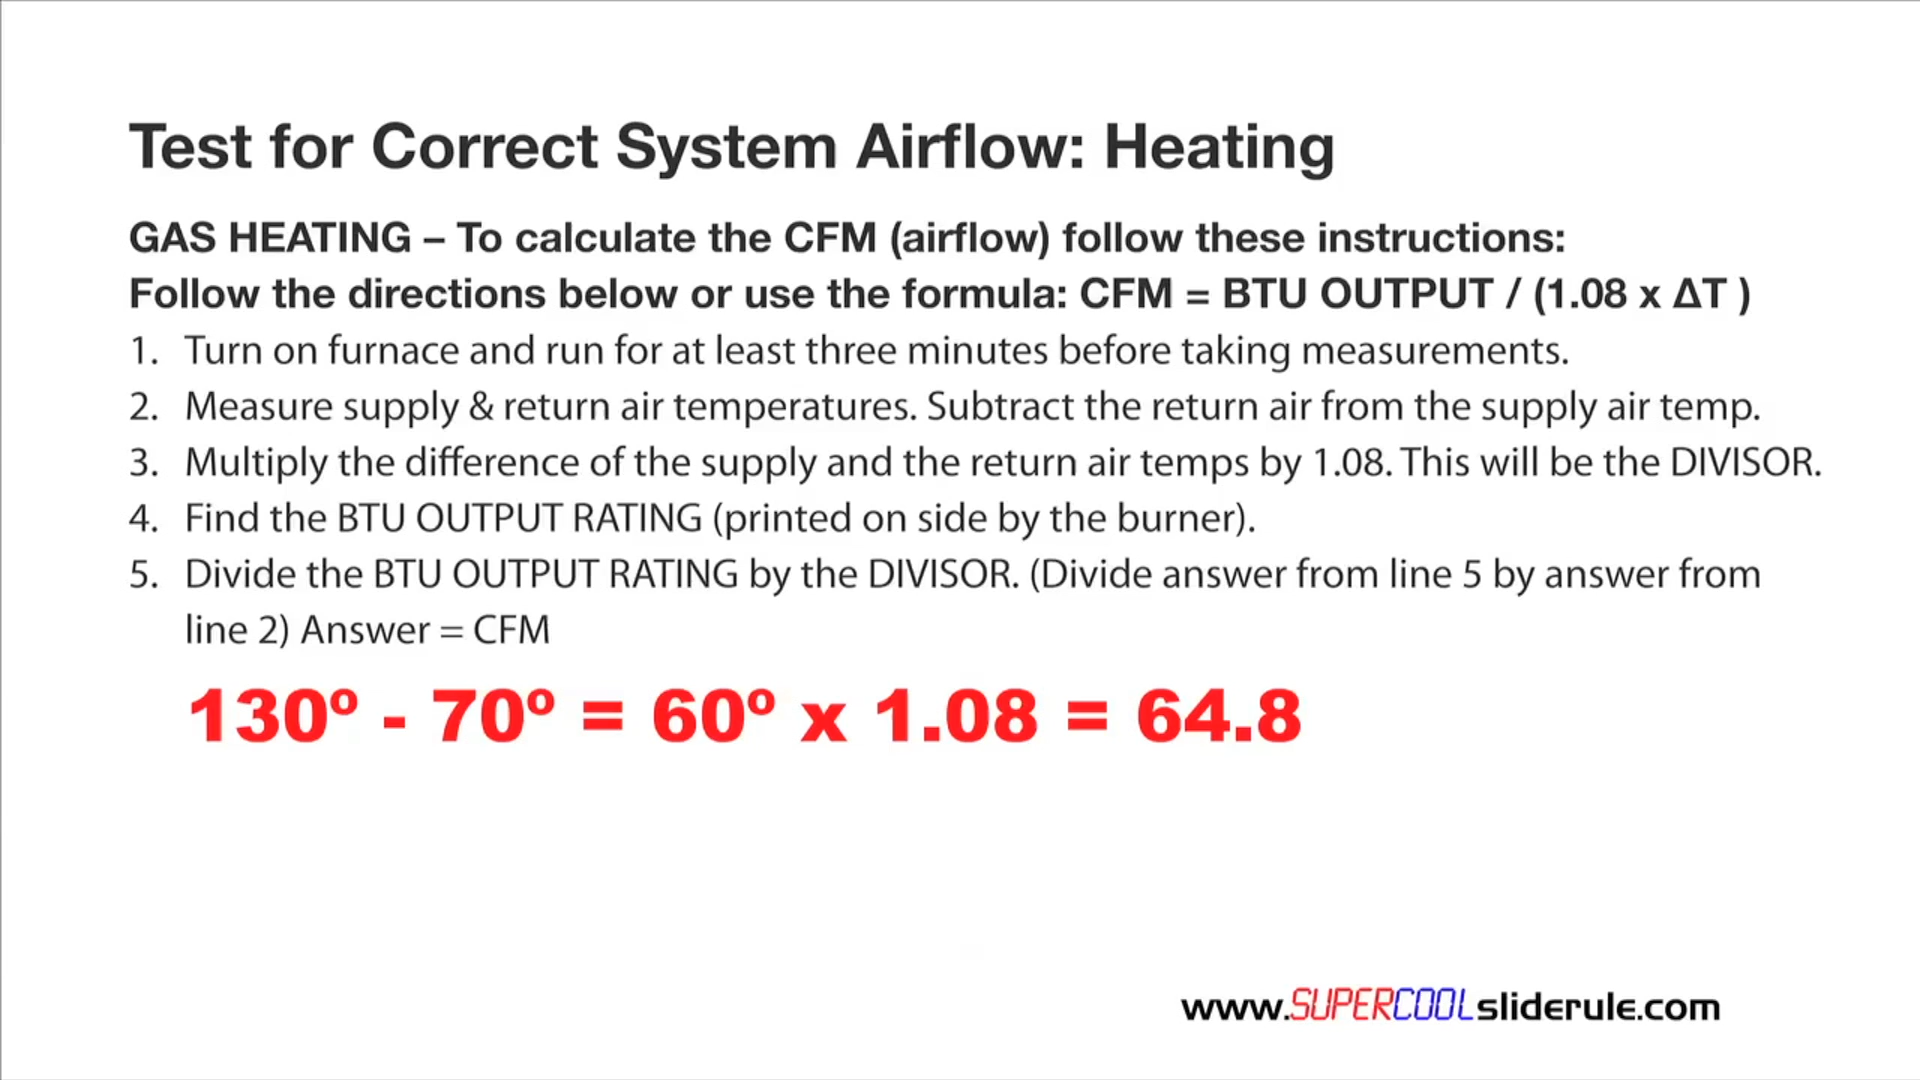 Test for Correct System Airflow: Heating
GAS HEATING – To calculate the CFM (airflow) follow these instructions:
Follow the directions below or use the formula: CFM = BTU OUTPUT / (1.08 x ΔT )
1. Turn on furnace and run for at least three minutes before taking measurements.
2. Measure supply & return air temperatures. Subtract the return air from the supply air temp.
3. Multiply the difference of the supply and the return air temps by 1.08. This will be the DIVISOR.
4. Find the BTU OUTPUT RATING (printed on side by the burner).
5. Divide the BTU OUTPUT RATING by the DIVISOR. (Divide answer from line 5 by answer from
line 2) Answer = CFM
130º - 70º = 60º x 1.08 = 64.8
www.SUPERCOOLsliderule.com